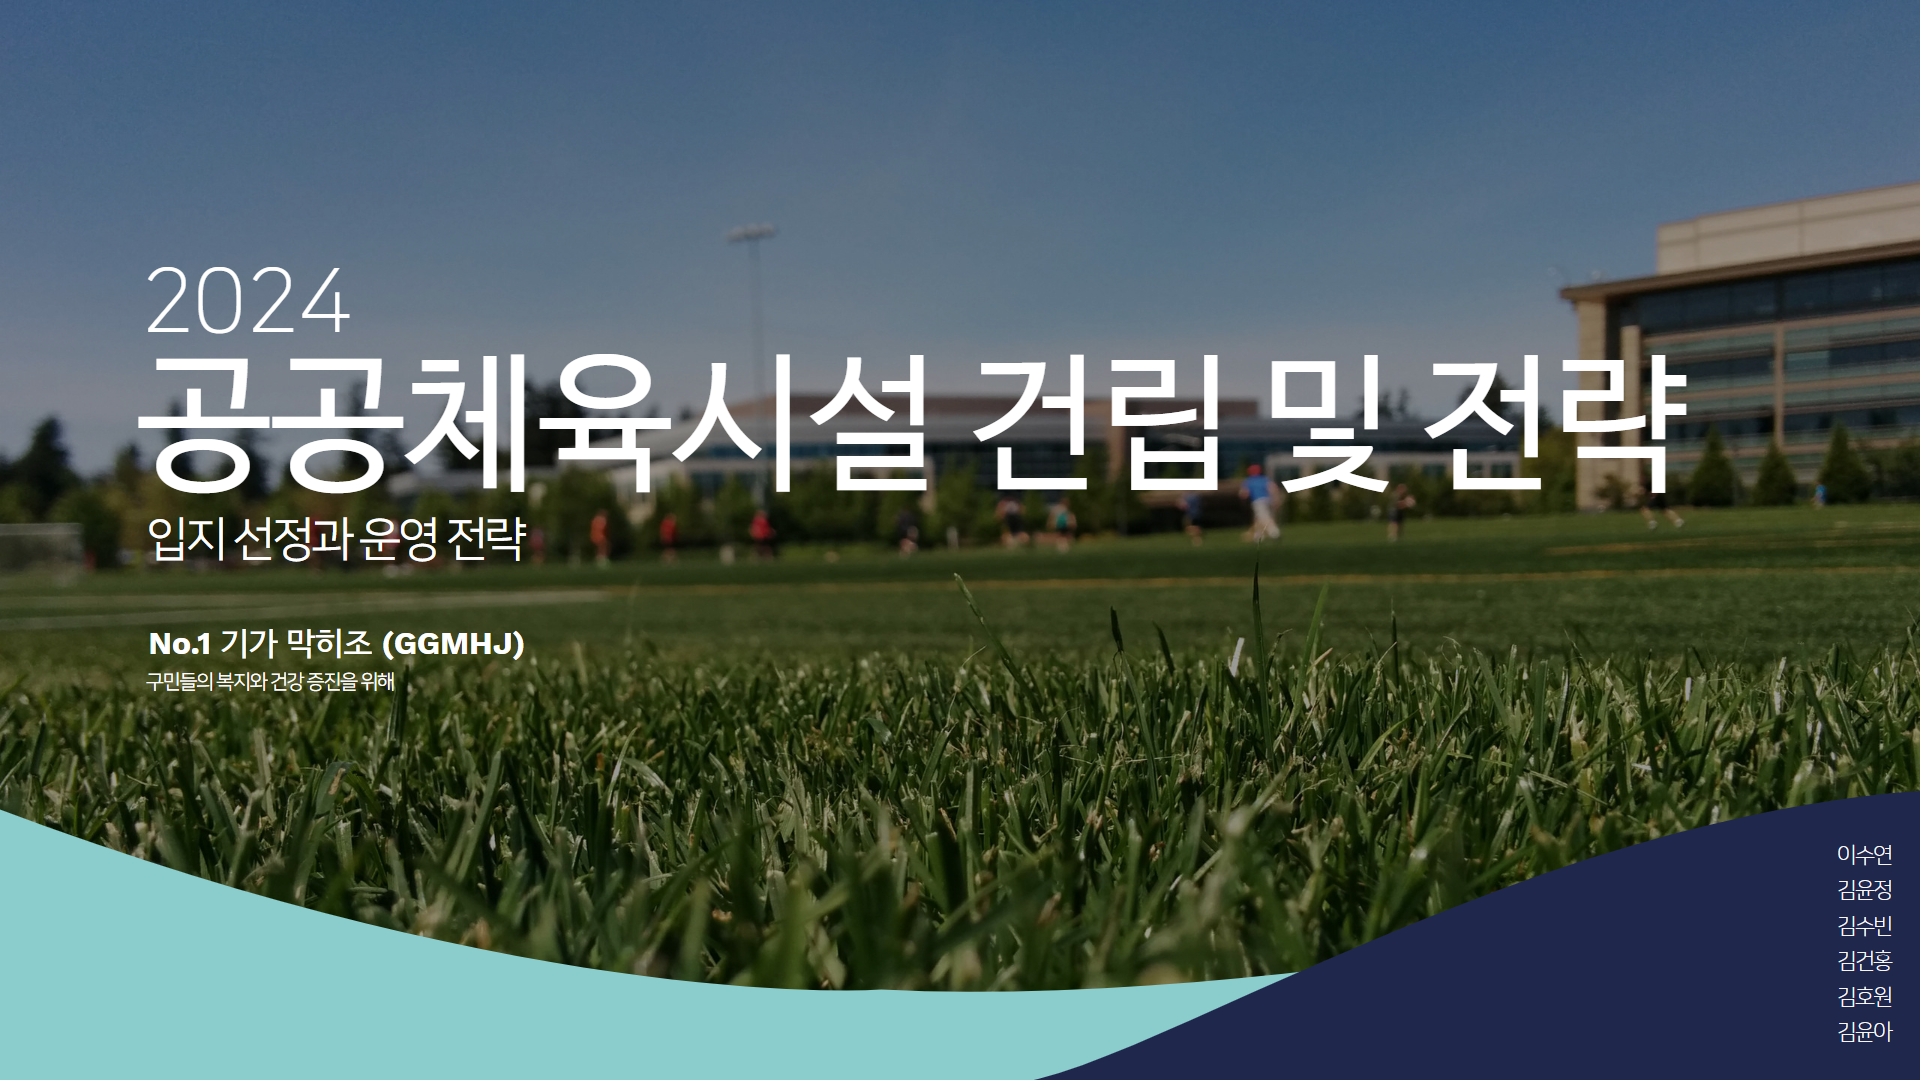 2024
공공체육시설 건립 및 전략
입지 선정과 운영 전략
No.1 기가 막히조 (GGMHJ)
구민들의 복지와 건강 증진을 위해
이수연
김윤정
김수빈
김건홍
김호원
김윤아